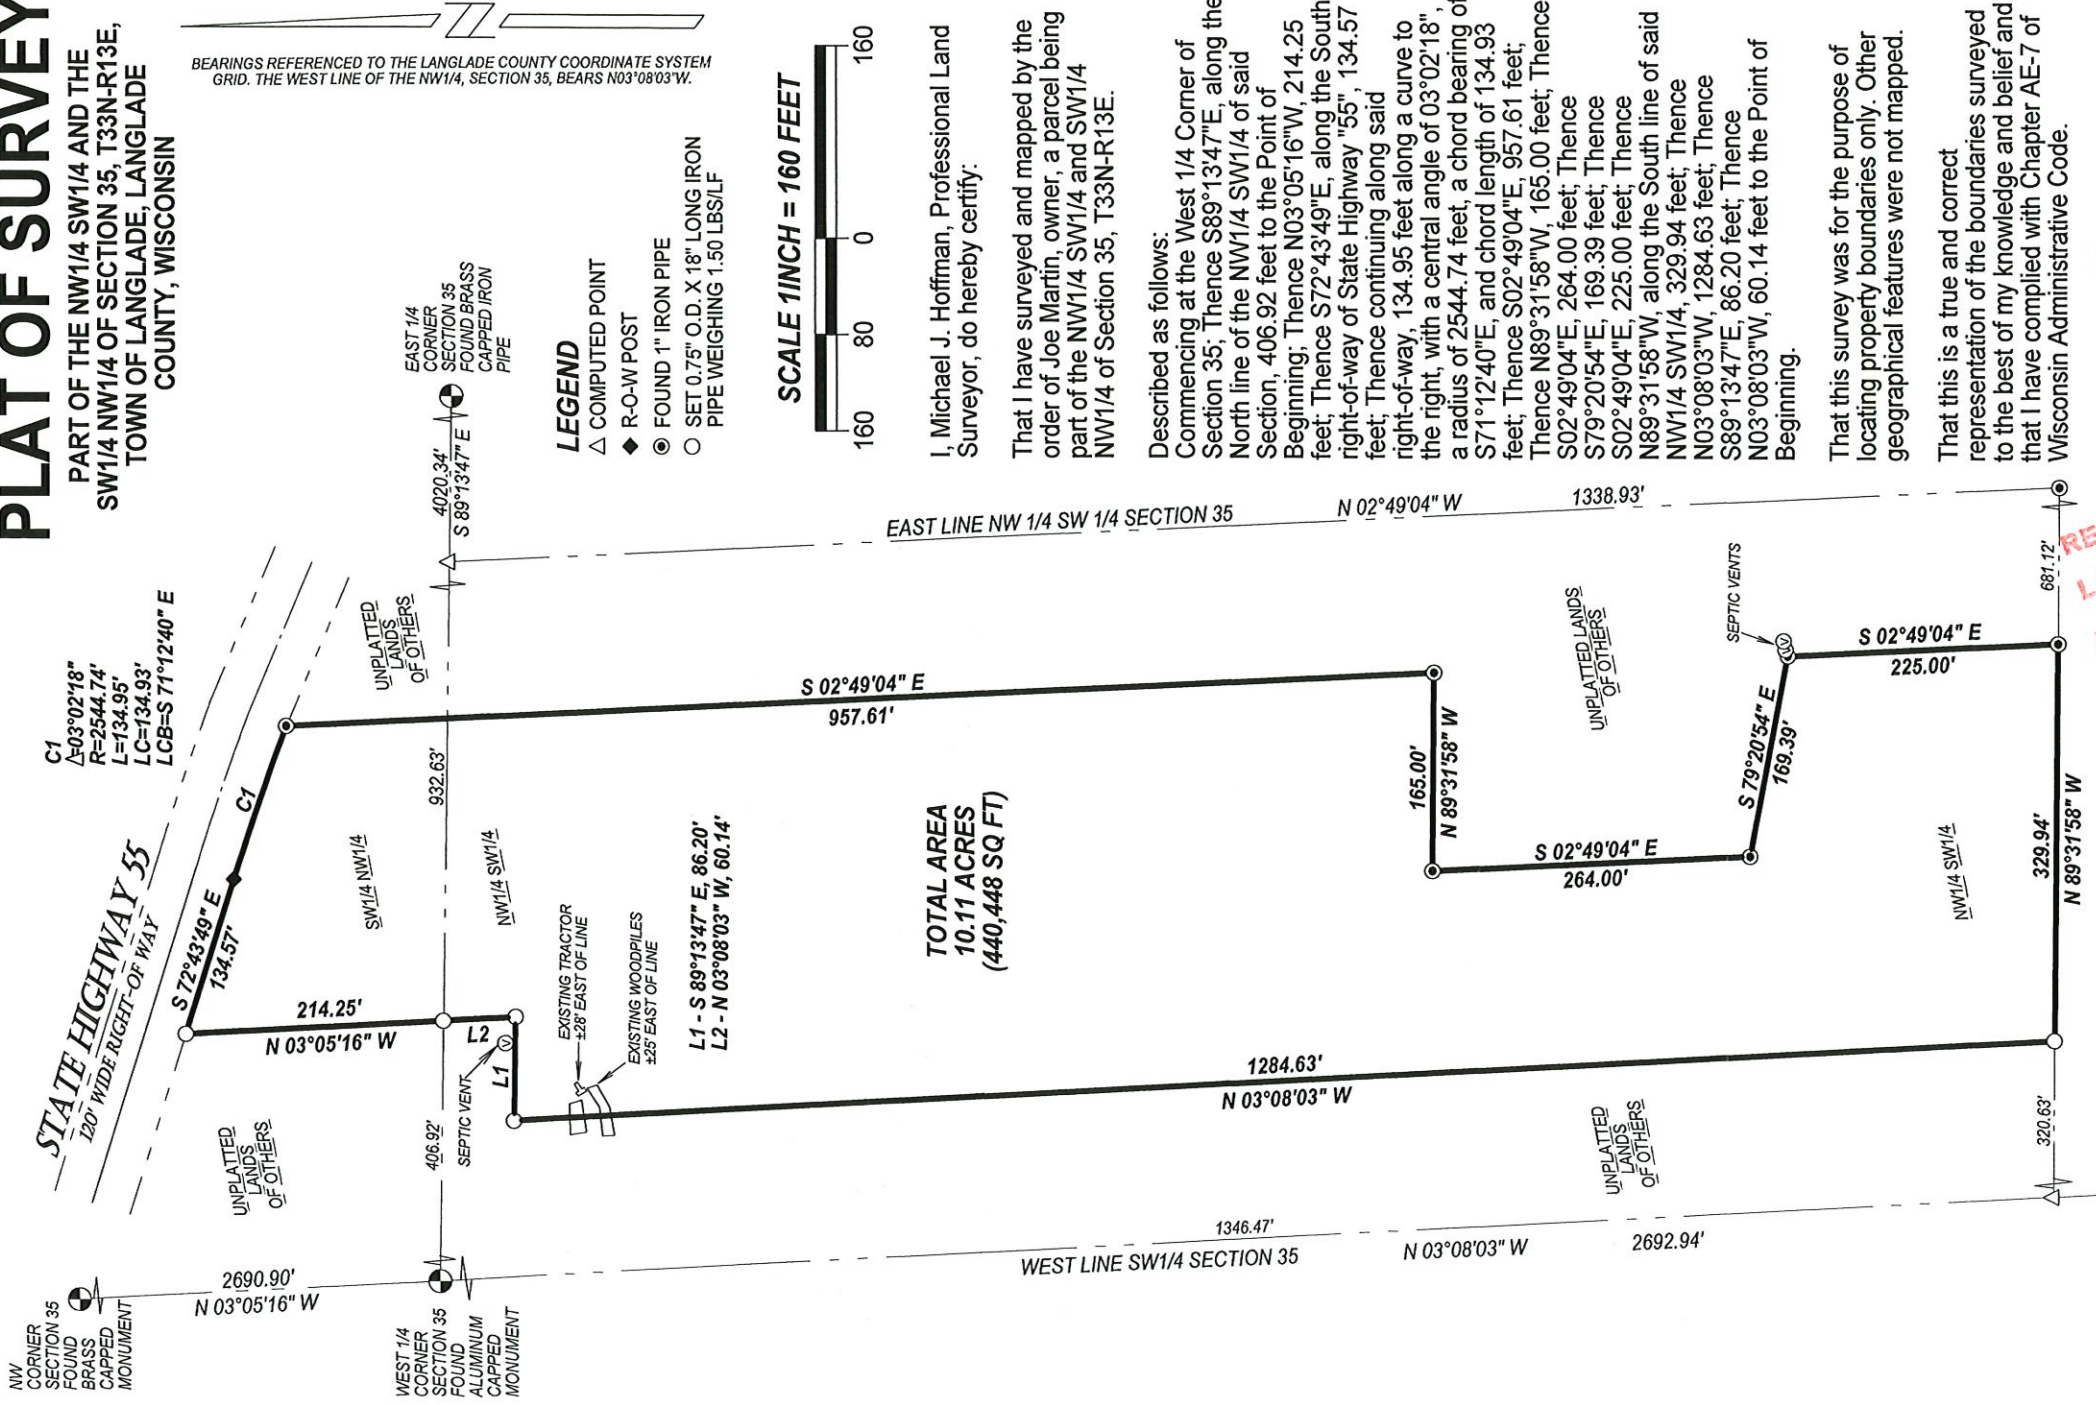 PLAT OF SURVEY
PART OF THE NW1/4 SW1/4 AND THE
SW1/4 NW1/4 OF SECTION 35, T33N-R13E,
TOWN OF LANGLADE, LANGLADE
COUNTY, WISCONSIN
BEARINGS REFERENCED TO THE LANGLADE COUNTY COORDINATE SYSTEM
GRID. THE WEST LINE OF THE NW1/4, SECTION 35, BEARS N03°08'03"W.
EAST 1/4
CORNER
SECTION 35
FOUND BRASS
CAPPED IRON
PIPE
LEGEND
△ COMPUTED POINT
◆ R-O-W POST
◉ FOUND 1" IRON PIPE
○ SET 0.75" O.D. X 18" LONG IRON
PIPE WEIGHING 1.50 LBS/LF
SCALE 1INCH = 160 FEET
160 80 0 160
I, Michael J. Hoffman, Professional Land
Surveyor, do hereby certify:
That I have surveyed and mapped by the
order of Joe Martin, owner, a parcel being
part of the NW1/4 SW1/4 and SW1/4
NW1/4 of Section 35, T33N-R13E.
Described as follows:
Commencing at the West 1/4 Corner of
Section 35; Thence S89°13'47"E, along the
North line of the NW1/4 SW1/4 of said
Section, 406.92 feet to the Point of
Beginning; Thence N03°05'16"W, 214.25
feet; Thence S72°43'49"E, along the South
right-of-way of State Highway "55", 134.57
feet; Thence continuing along said
right-of-way, 134.95 feet along a curve to
the right, with a central angle of 03°02'18",
a radius of 2544.74 feet, a chord bearing of
S71°12'40"E, and chord length of 134.93
feet; Thence S02°49'04"E, 957.61 feet;
Thence N89°31'58"W, 165.00 feet; Thence
S02°49'04"E, 264.00 feet; Thence
S79°20'54"E, 169.39 feet; Thence
S02°49'04"E, 225.00 feet; Thence
N89°31'58"W, along the South line of said
NW1/4 SW1/4, 329.94 feet; Thence
N03°08'03"W, 1284.63 feet; Thence
S89°13'47"E, 86.20 feet; Thence
N03°08'03"W, 60.14 feet to the Point of
Beginning.
That this survey was for the purpose of
locating property boundaries only. Other
geographical features were not mapped.
That this is a true and correct
representation of the boundaries surveyed
to the best of my knowledge and belief and
that I have complied with Chapter AE-7 of
Wisconsin Administrative Code.
C1
△=03°02'18"
R=2544.74'
L=134.95'
LC=134.93'
LCB=S 71°12'40" E
STATE HIGHWAY 55
120' WIDE RIGHT-OF-WAY
S 72°43'49" E
134.57'
C1
UNPLATTED
LANDS
OF OTHERS
4020.34'
S 89°13'47" E
EAST LINE NW 1/4 SW 1/4 SECTION 35
N 02°49'04" W
1338.93'
S 02°49'04" E
957.61'
932.63'
SW1/4 NW1/4
NW1/4 SW1/4
214.25'
N 03°05'16" W
L2
L1
SEPTIC VENT
406.92'
EXISTING TRACTOR
±28' EAST OF LINE
EXISTING WOODPILES
±25' EAST OF LINE
L1 - S 89°13'47" E, 86.20'
L2 - N 03°08'03" W, 60.14'
TOTAL AREA
10.11 ACRES
(440,448 SQ FT)
165.00'
N 89°31'58" W
S 02°49'04" E
264.00'
UNPLATTED LANDS
OF OTHERS
SEPTIC VENTS
S 79°20'54" E
169.39'
S 02°49'04" E
225.00'
681.12'
RE
L
NW1/4 SW1/4
329.94'
N 89°31'58" W
1284.63'
N 03°08'03" W
UNPLATTED
LANDS
OF OTHERS
UNPLATTED
LANDS
OF OTHERS
320.63'
1346.47'
WEST LINE SW1/4 SECTION 35
N 03°08'03" W
2692.94'
NW
CORNER
SECTION 35
FOUND
BRASS
CAPPED
MONUMENT
2690.90'
N 03°05'16" W
WEST 1/4
CORNER
SECTION 35
FOUND
ALUMINUM
CAPPED
MONUMENT